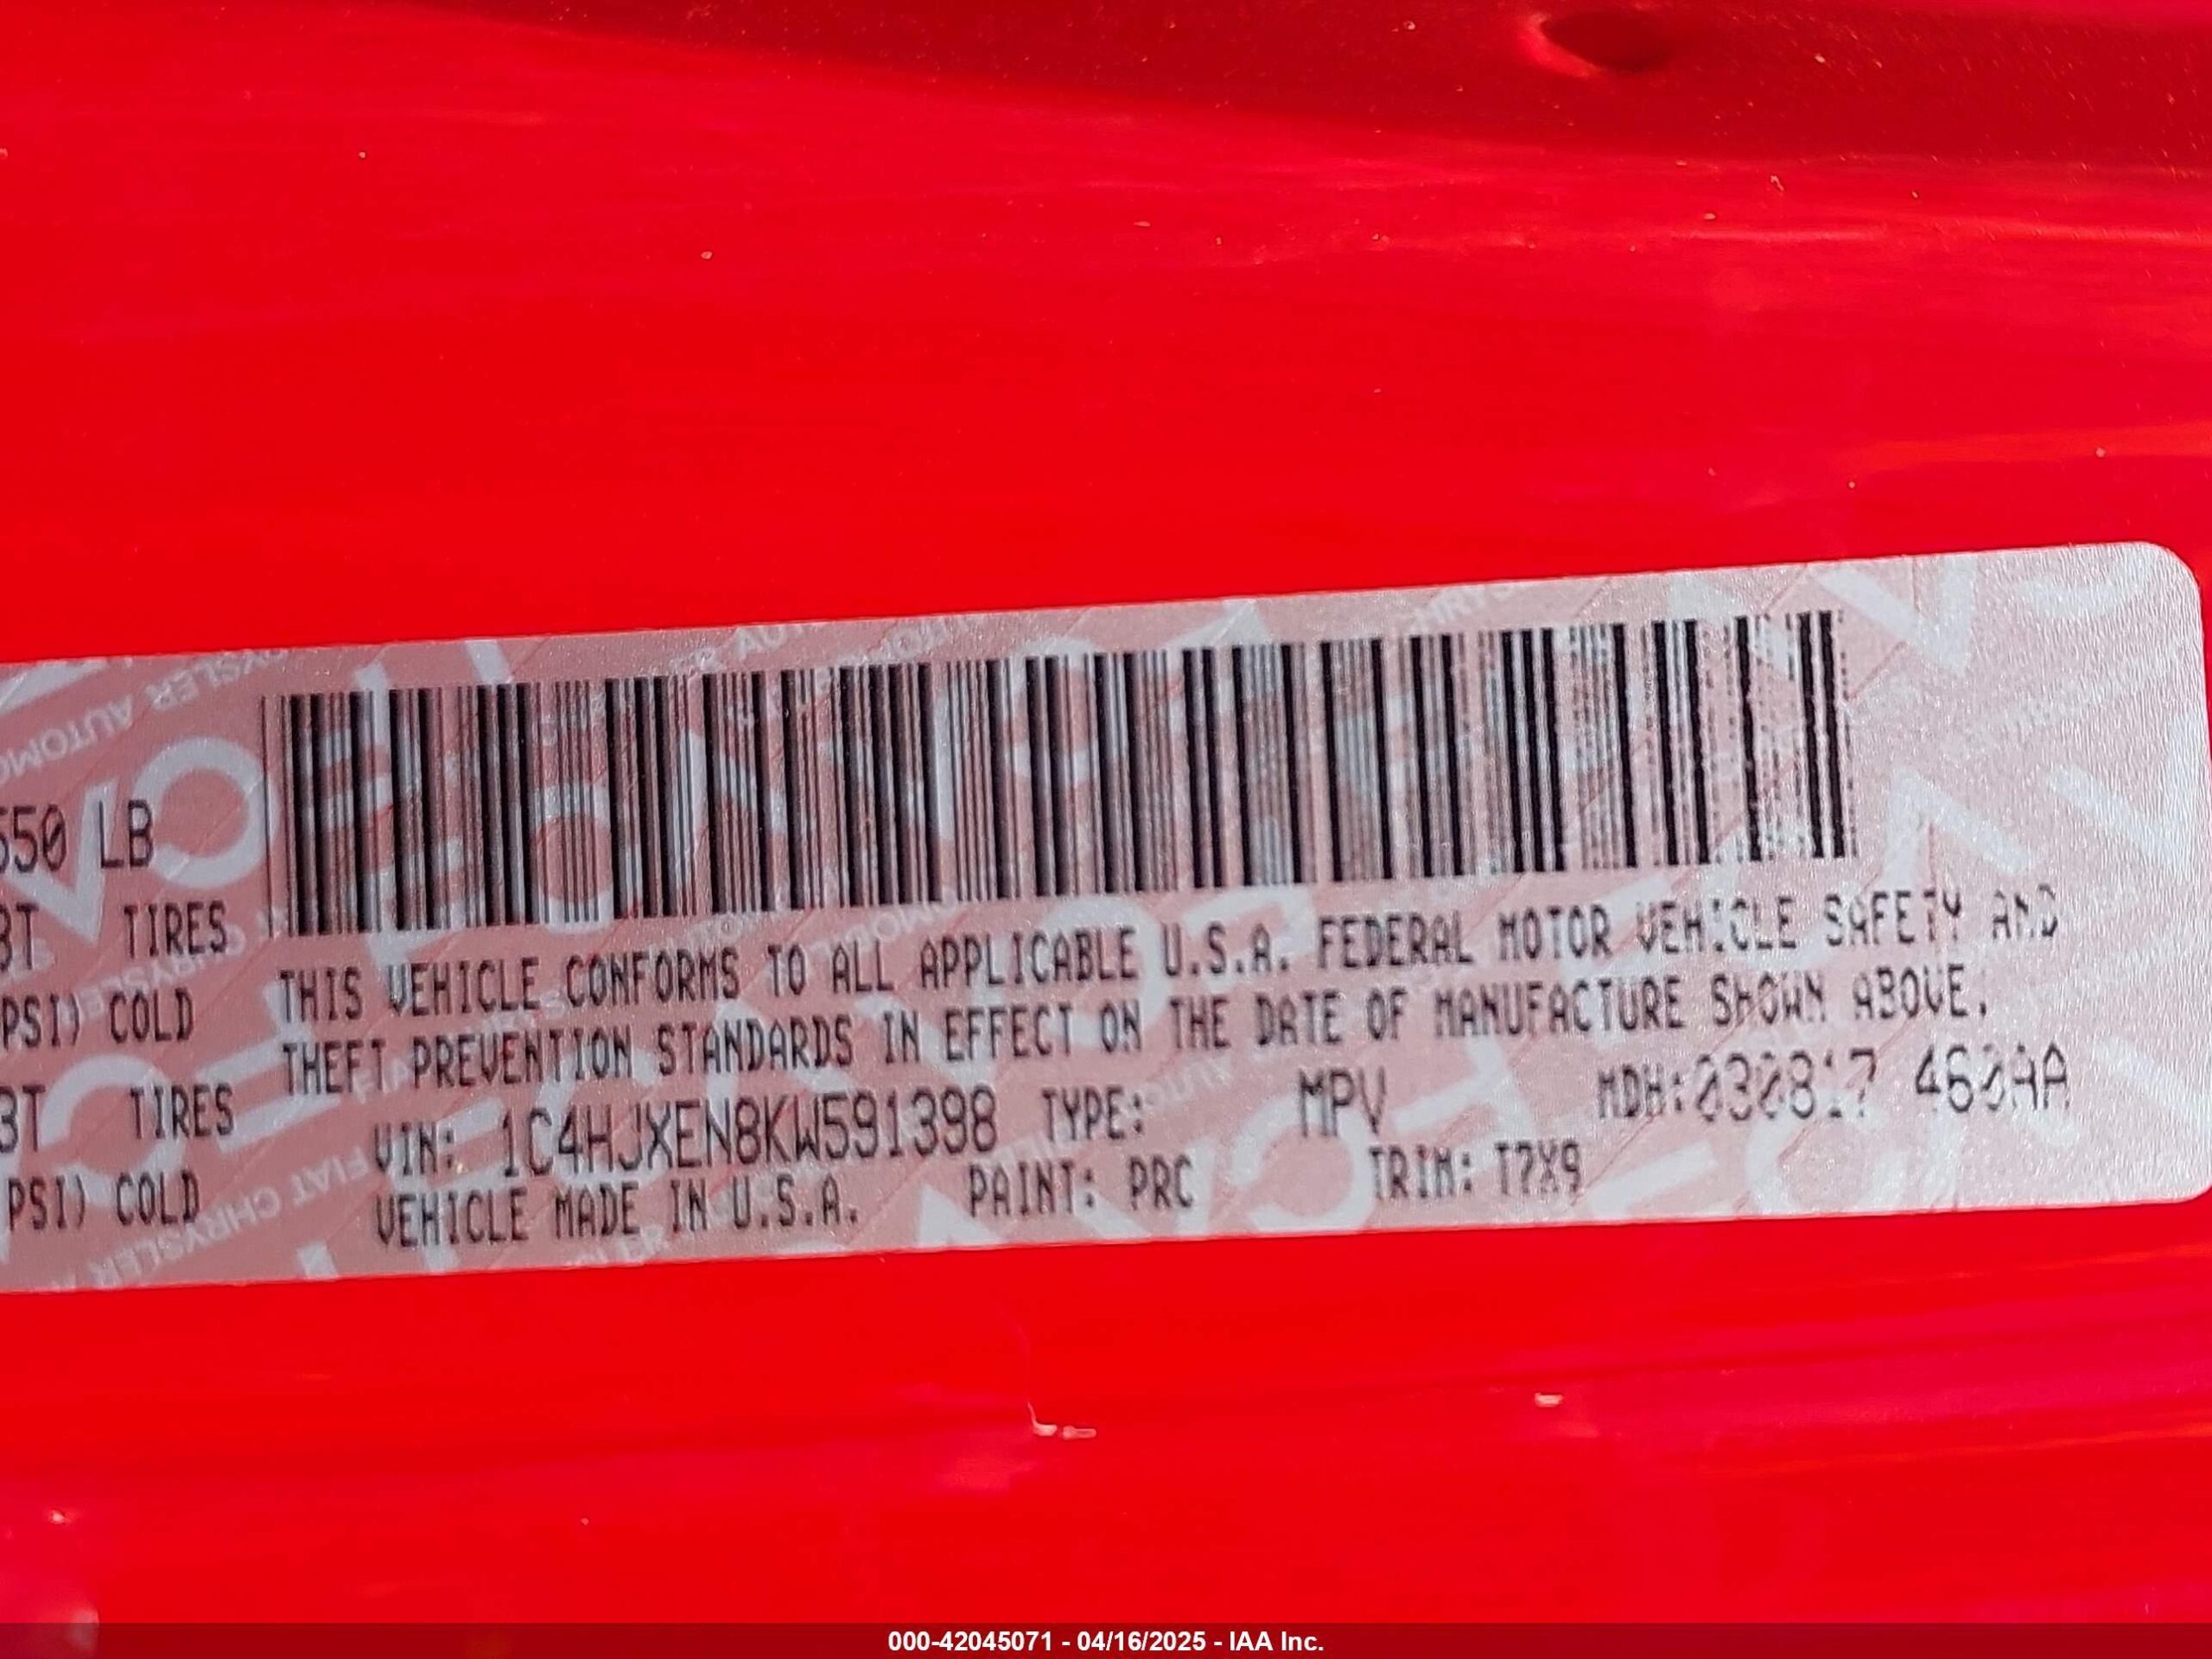 550 LB
3T TIRES
PSI) COLD
3T TIRES
PSI) COLD
THIS VEHICLE CONFORMS TO ALL APPLICABLE U.S.A. FEDERAL MOTOR VEHICLE SAFETY AND
THEFT PREVENTION STANDARDS IN EFFECT ON THE DATE OF MANUFACTURE SHOWN ABOVE.
VIN: 1C4HJXEN8KW591398 TYPE: MPV MDH:030817 460AA
VEHICLE MADE IN U.S.A. PAINT: PRC TRIM: T7X9
000-42045071 - 04/16/2025 - IAA Inc.